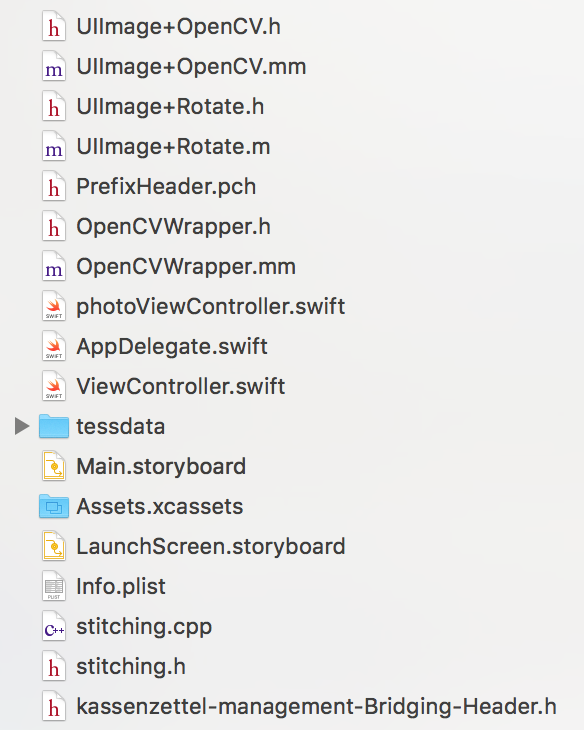 h UIImage+OpenCV.h
m UIImage+OpenCV.mm
h UIImage+Rotate.h
m UIImage+Rotate.m
h PrefixHeader.pch
h OpenCVWrapper.h
m OpenCVWrapper.mm
SWIFT photoViewController.swift
SWIFT AppDelegate.swift
SWIFT ViewController.swift
tessdata
Main.storyboard
Assets.xcassets
LaunchScreen.storyboard
PLIST Info.plist
C++ stitching.cpp
h stitching.h
h kassenzettel-management-Bridging-Header.h